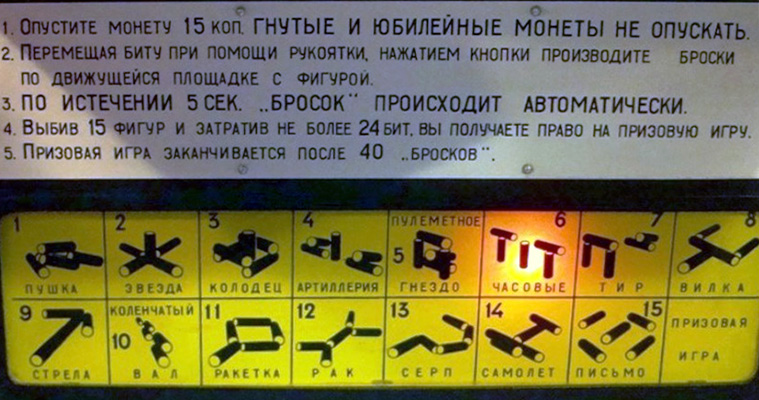 1. Опустите монету 15 коп. ГНУТЫЕ И ЮБИЛЕЙНЫЕ МОНЕТЫ НЕ ОПУСКАТЬ.
2. Перемещая биту при помощи рукоятки, нажатием кнопки производите броски
по движущейся площадке с фигурой.
3. По истечении 5 сек. „бросок" происходит автоматически.
4. Выбив 15 фигур и затратив не более 24 бит, вы получаете право на призовую игру.
5. Призовая игра заканчивается после 40 „бросков".
1 ПУШКА
2 ЗВЕЗДА
3 КОЛОДЕЦ
4 АРТИЛЛЕРИЯ
ПУЛЕМЕТНОЕ
5 ГНЕЗДО
6 ЧАСОВЫЕ
7 ТИР
8 ВИЛКА
9 СТРЕЛА
КОЛЕНЧАТЫЙ
10 ВАЛ
11 РАКЕТКА
12 РАК
13 СЕРП
14 САМОЛЕТ
15 ПИСЬМО
ПРИЗОВАЯ
ИГРА